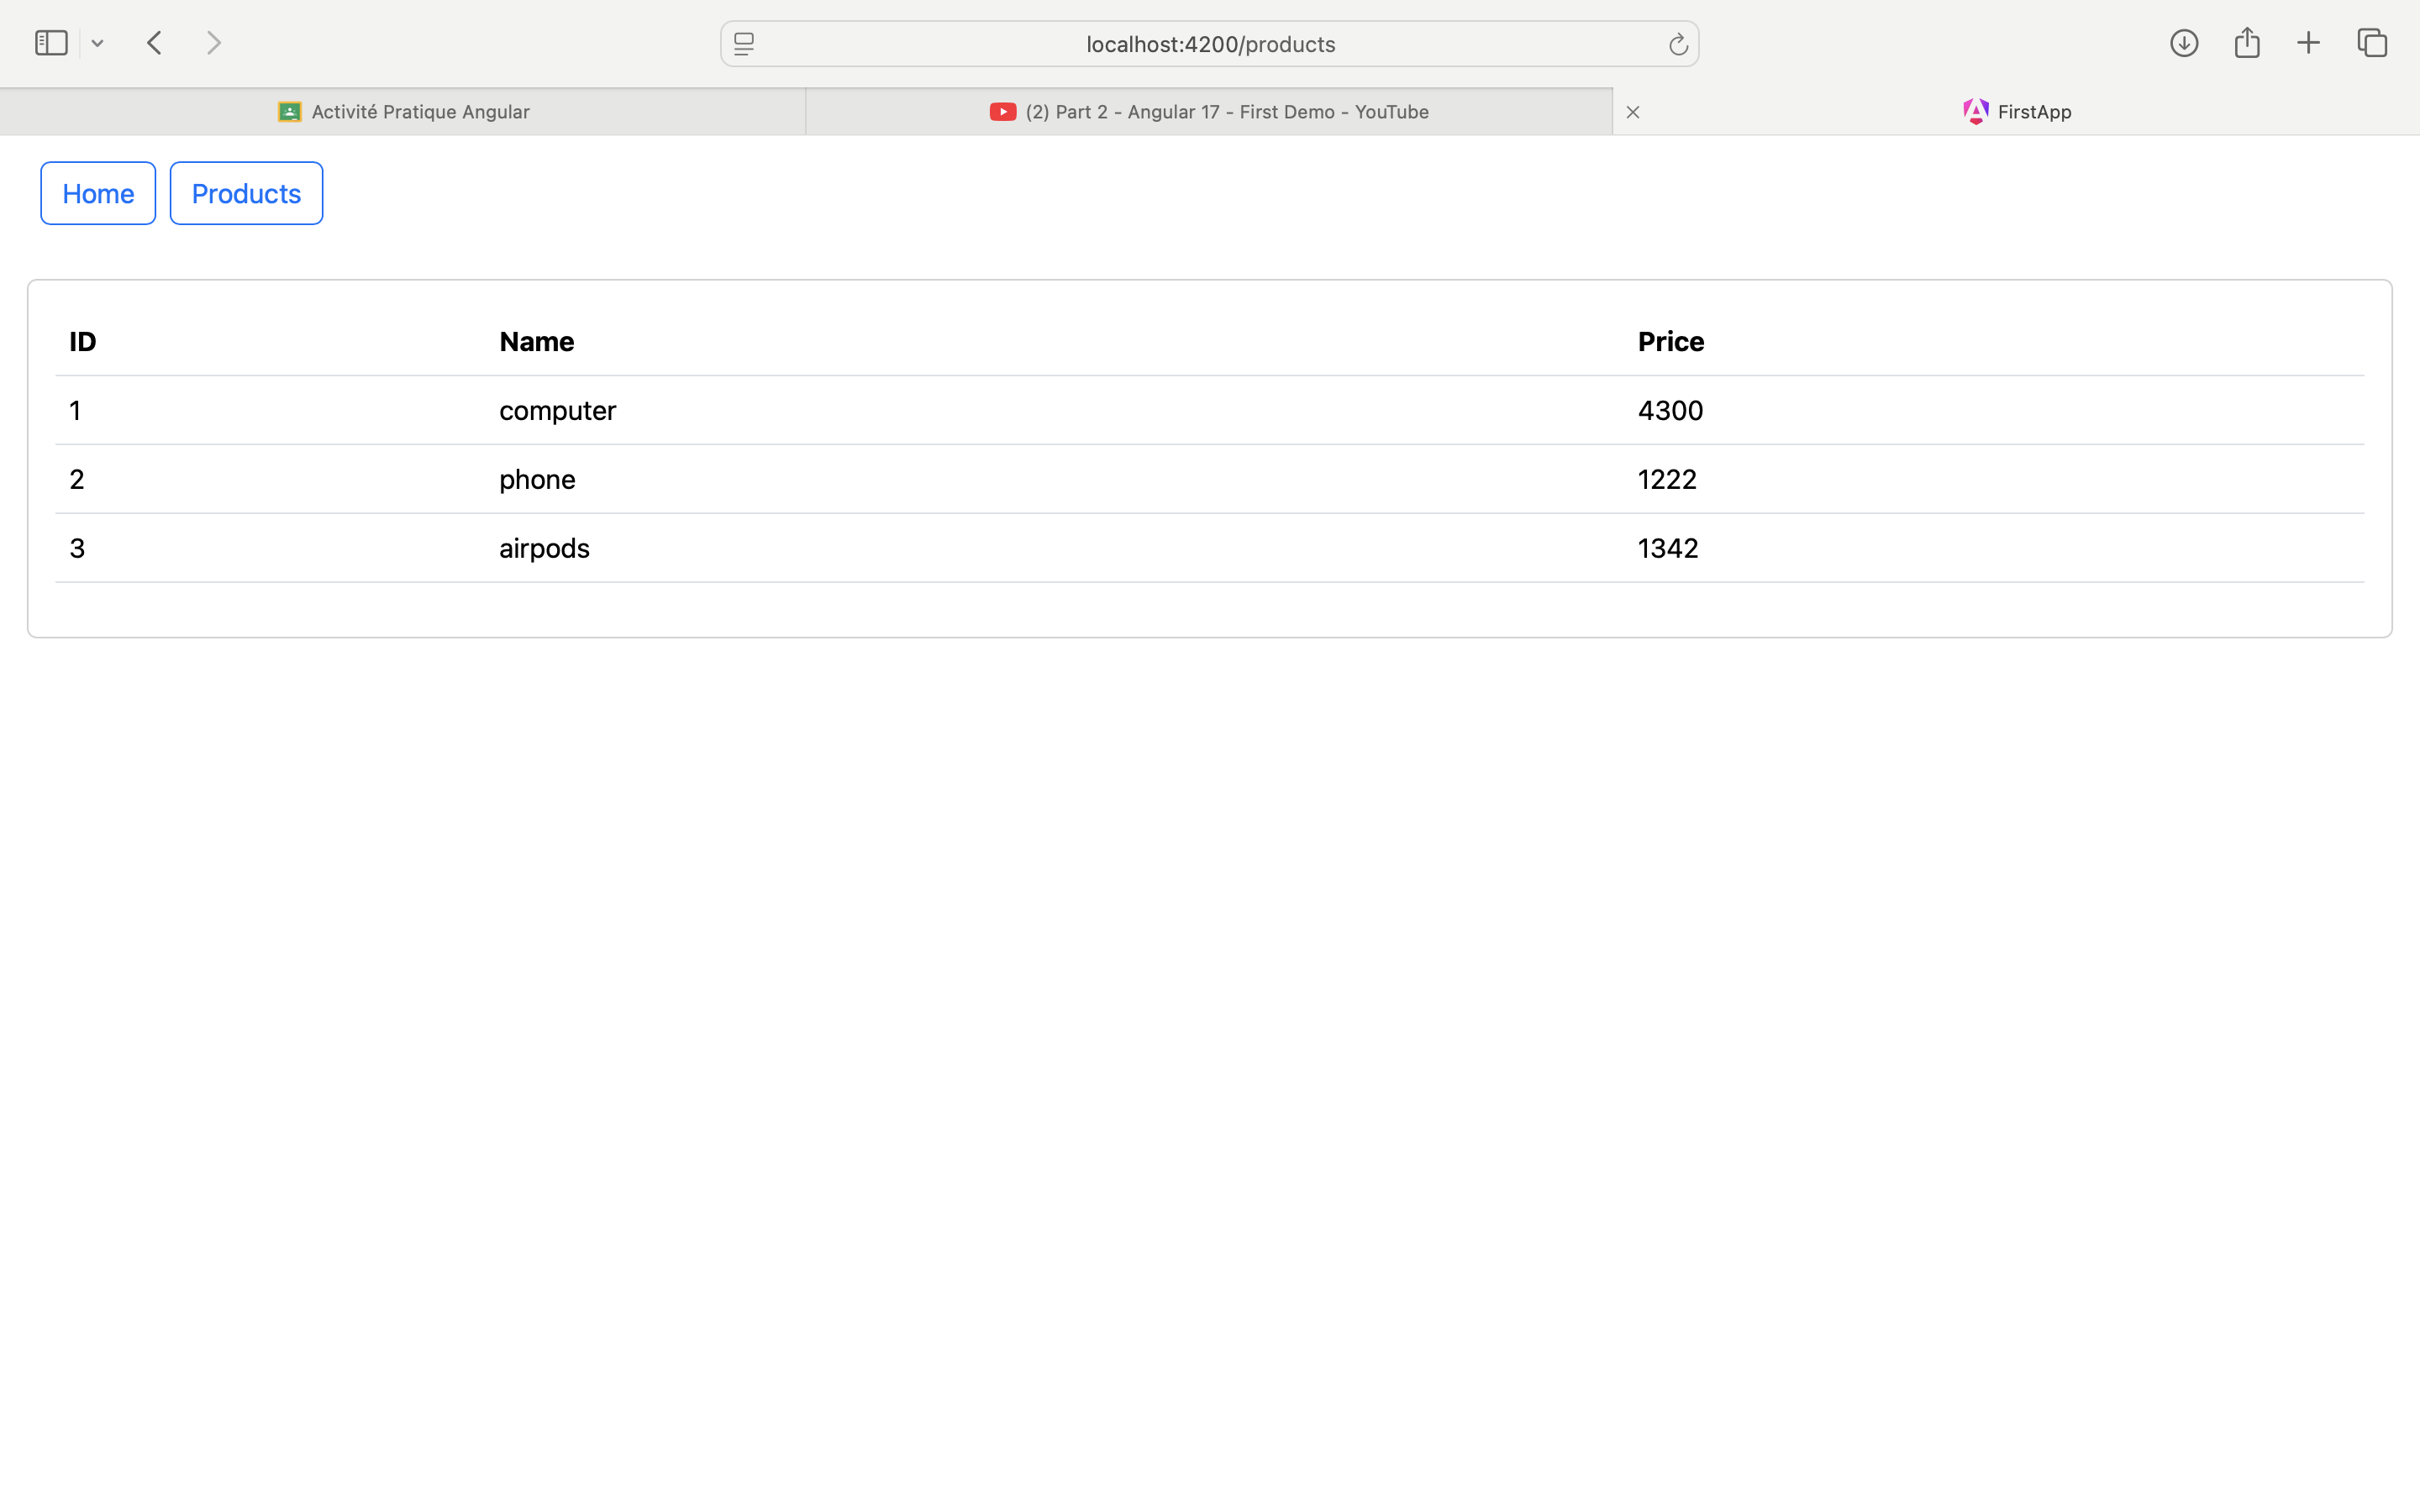 localhost:4200/products
Activité Pratique Angular
(2) Part 2 - Angular 17 - First Demo - YouTube
FirstApp
Home Products
ID Name Price
1 computer 4300
2 phone 1222
3 airpods 1342